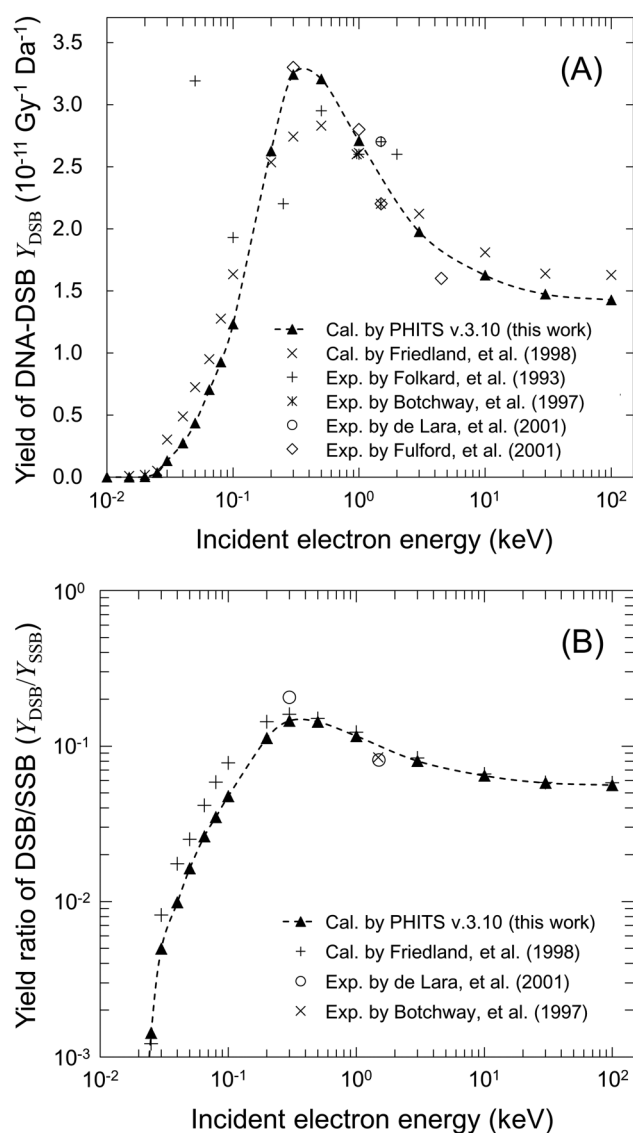 (A)
Yield of DNA-DSB Y_DSB (10⁻¹¹ Gy⁻¹ Da⁻¹)
3.5
3.0
2.5
2.0
1.5
1.0
0.5
0.0
Cal. by PHITS v.3.10 (this work)
Cal. by Friedland, et al. (1998)
Exp. by Folkard, et al. (1993)
Exp. by Botchway, et al. (1997)
Exp. by de Lara, et al. (2001)
Exp. by Fulford, et al. (2001)
10⁻² 10⁻¹ 10⁰ 10¹ 10²
Incident electron energy (keV)
(B)
Yield ratio of DSB/SSB (Y_DSB/Y_SSB)
10⁰
10⁻¹
10⁻²
10⁻³
Cal. by PHITS v.3.10 (this work)
Cal. by Friedland, et al. (1998)
Exp. by de Lara, et al. (2001)
Exp. by Botchway, et al. (1997)
10⁻² 10⁻¹ 10⁰ 10¹ 10²
Incident electron energy (keV)